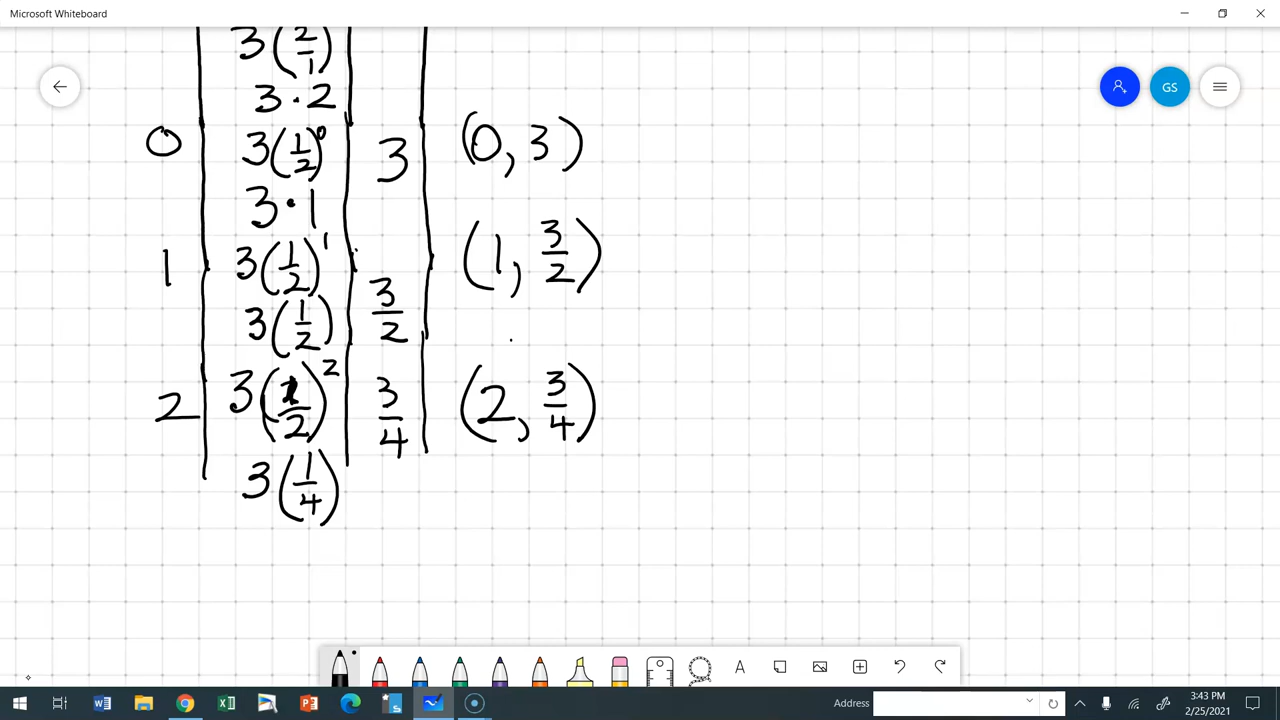 Microsoft Whiteboard
GS
3(2/1)
3 · 2
0 3(1/2)^0 3 (0, 3)
3 · 1
1 3(1/2)^1 (1, 3/2)
3(1/2) 3/2
2 3(1/2)^2 3/4 (2, 3/4)
3(1/4)
A
Address
3:43 PM
2/25/2021